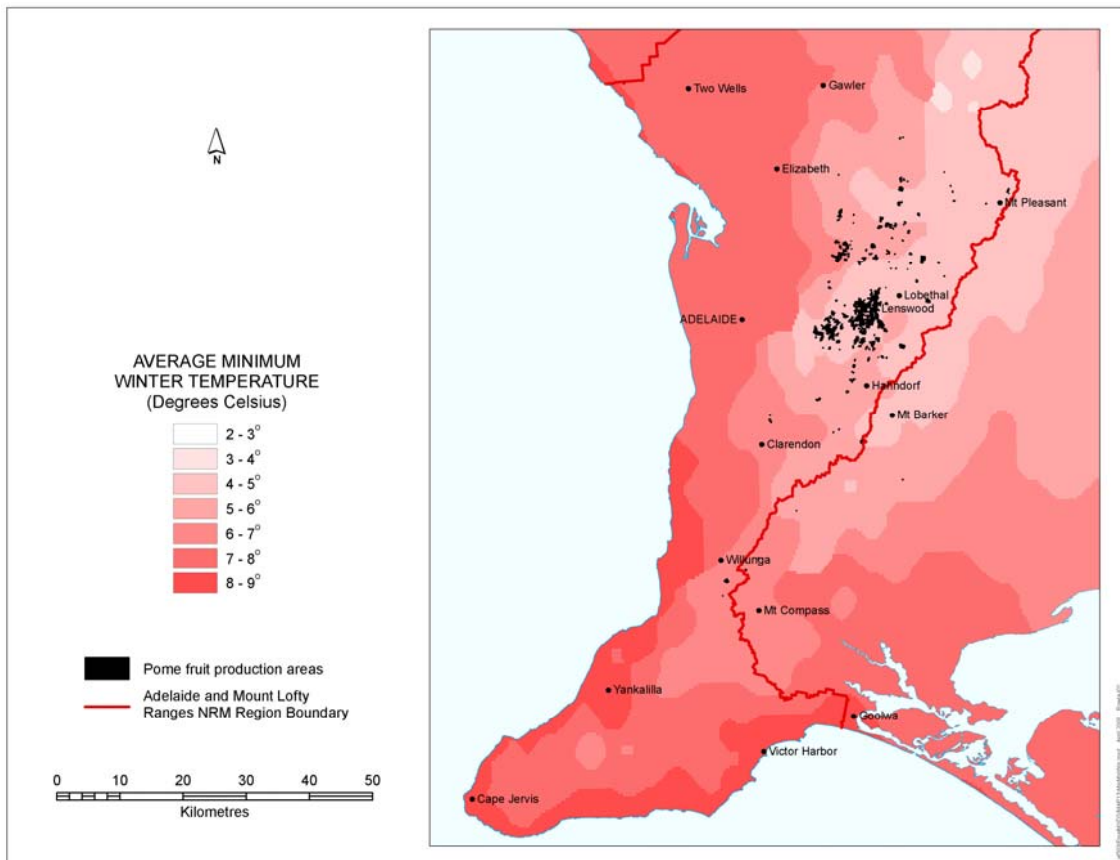 N
AVERAGE MINIMUM
WINTER TEMPERATURE
(Degrees Celsius)
2 - 3°
3 - 4°
4 - 5°
5 - 6°
6 - 7°
7 - 8°
8 - 9°
Pome fruit production areas
Adelaide and Mount Lofty
Ranges NRM Region Boundary
0 10 20 30 40 50
Kilometres
Two Wells
Gawler
Elizabeth
Mt Pleasant
Lobethal
Lenswood
ADELAIDE
Hahndorf
Mt Barker
Clarendon
Willunga
Mt Compass
Yankalilla
Goolwa
Victor Harbor
Cape Jervis